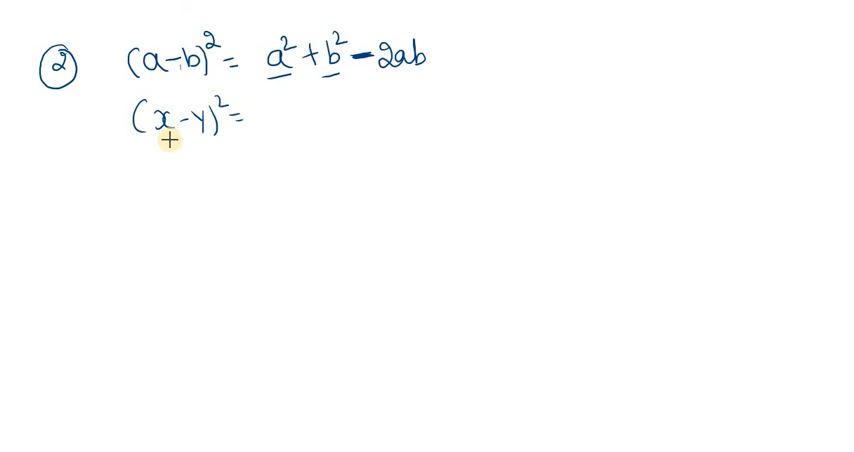 ② (a-b)² = a² + b² - 2ab
(x-y)² =